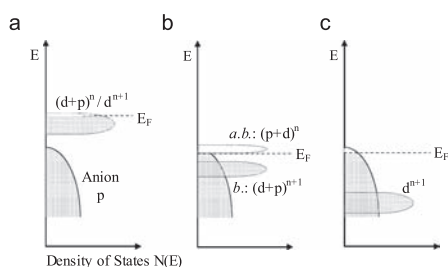 a
b
c
E
E
E
(d+p)ⁿ/dⁿ⁺¹
E_F
a.b.: (p+d)ⁿ
E_F
E_F
Anion
p
b.: (d+p)ⁿ⁺¹
dⁿ⁺¹
Density of States N(E)